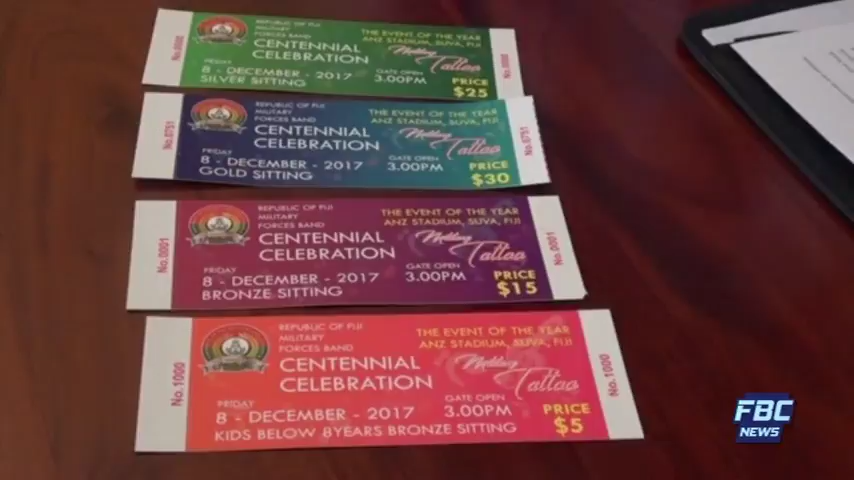 REPUBLIC OF FIJI
MILITARY
FORCES BAND
CENTENNIAL
CELEBRATION
FRIDAY
8 - DECEMBER - 2017
SILVER SITTING
THE EVENT OF THE YEAR
ANZ STADIUM, SUVA, FIJI
Tattoo
GATE OPEN
3.00PM
PRICE
$25
No.0751
REPUBLIC OF FIJI
MILITARY
FORCES BAND
CENTENNIAL
CELEBRATION
FRIDAY
8 - DECEMBER - 2017
GOLD SITTING
THE EVENT OF THE YEAR
ANZ STADIUM, SUVA, FIJI
Tattoo
GATE OPEN
3.00PM
PRICE
$30
No.0751
No.0001
REPUBLIC OF FIJI
MILITARY
FORCES BAND
CENTENNIAL
CELEBRATION
FRIDAY
8 - DECEMBER - 2017
BRONZE SITTING
THE EVENT OF THE YEAR
ANZ STADIUM, SUVA, FIJI
Tattoo
GATE OPEN
3.00PM
PRICE
$15
No.0001
No.1000
REPUBLIC OF FIJI
MILITARY
FORCES BAND
CENTENNIAL
CELEBRATION
FRIDAY
8 - DECEMBER - 2017
KIDS BELOW 8YEARS BRONZE SITTING
THE EVENT OF THE YEAR
ANZ STADIUM, SUVA, FIJI
Tattoo
GATE OPEN
3.00PM
PRICE
$5
No.1000
FBC
NEWS